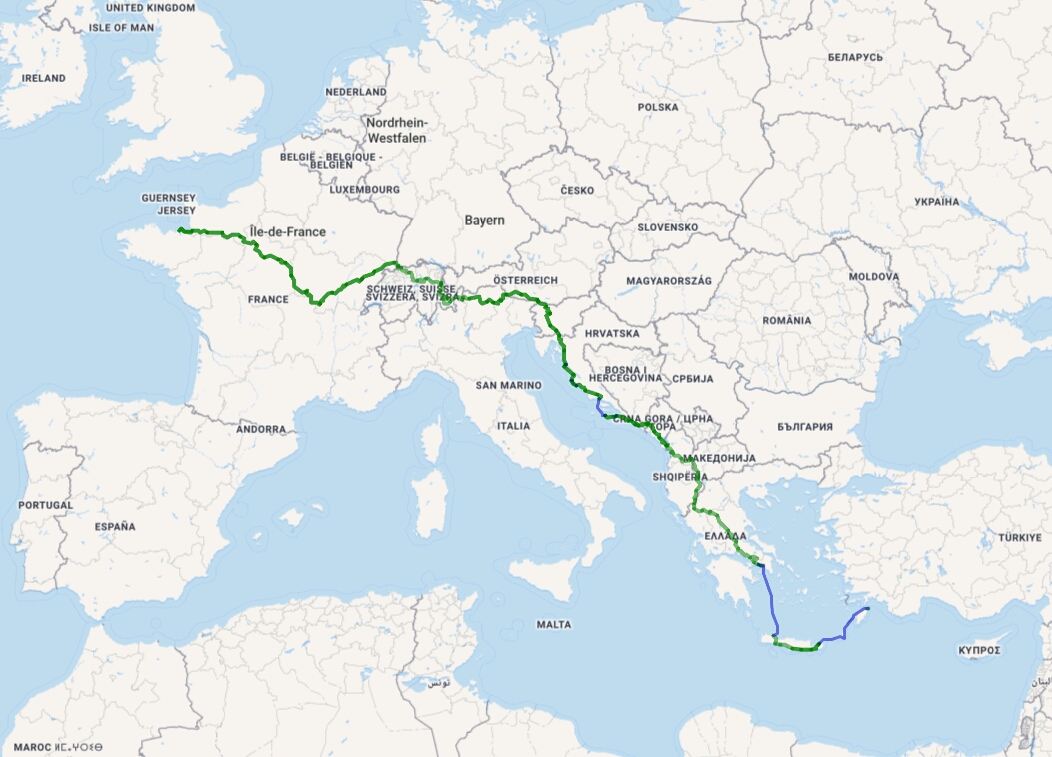 UNITED KINGDOM
ISLE OF MAN
IRELAND
БЕЛАРУСЬ
NEDERLAND
POLSKA
Nordrhein-
Westfalen
BELGIË - BELGIQUE -
BELGIEN
LUXEMBOURG
ČESKO
GUERNSEY
JERSEY
УКРАЇНА
Île-de-France
Bayern
SLOVENSKO
MOLDOVA
ÖSTERREICH
MAGYARORSZÁG
SCHWEIZ, SUISSE,
SVIZZERA, SVIZRA
FRANCE
ROMÂNIA
HRVATSKA
BOSNA I
HERCEGOVINA
СРБИЈА
SAN MARINO
CRNA GORA / ЦРНА
ГОРА
БЪЛГАРИЯ
ITALIA
ANDORRA
МАКЕДОНИЈА
SHQIPËRIA
PORTUGAL
ESPAÑA
ΕΛΛΆΔΑ
TÜRKIYE
MALTA
ΚΥΠΡΟΣ
تونس
لبنان
MAROC ⵍⵎⵖⵔⵉⴱ